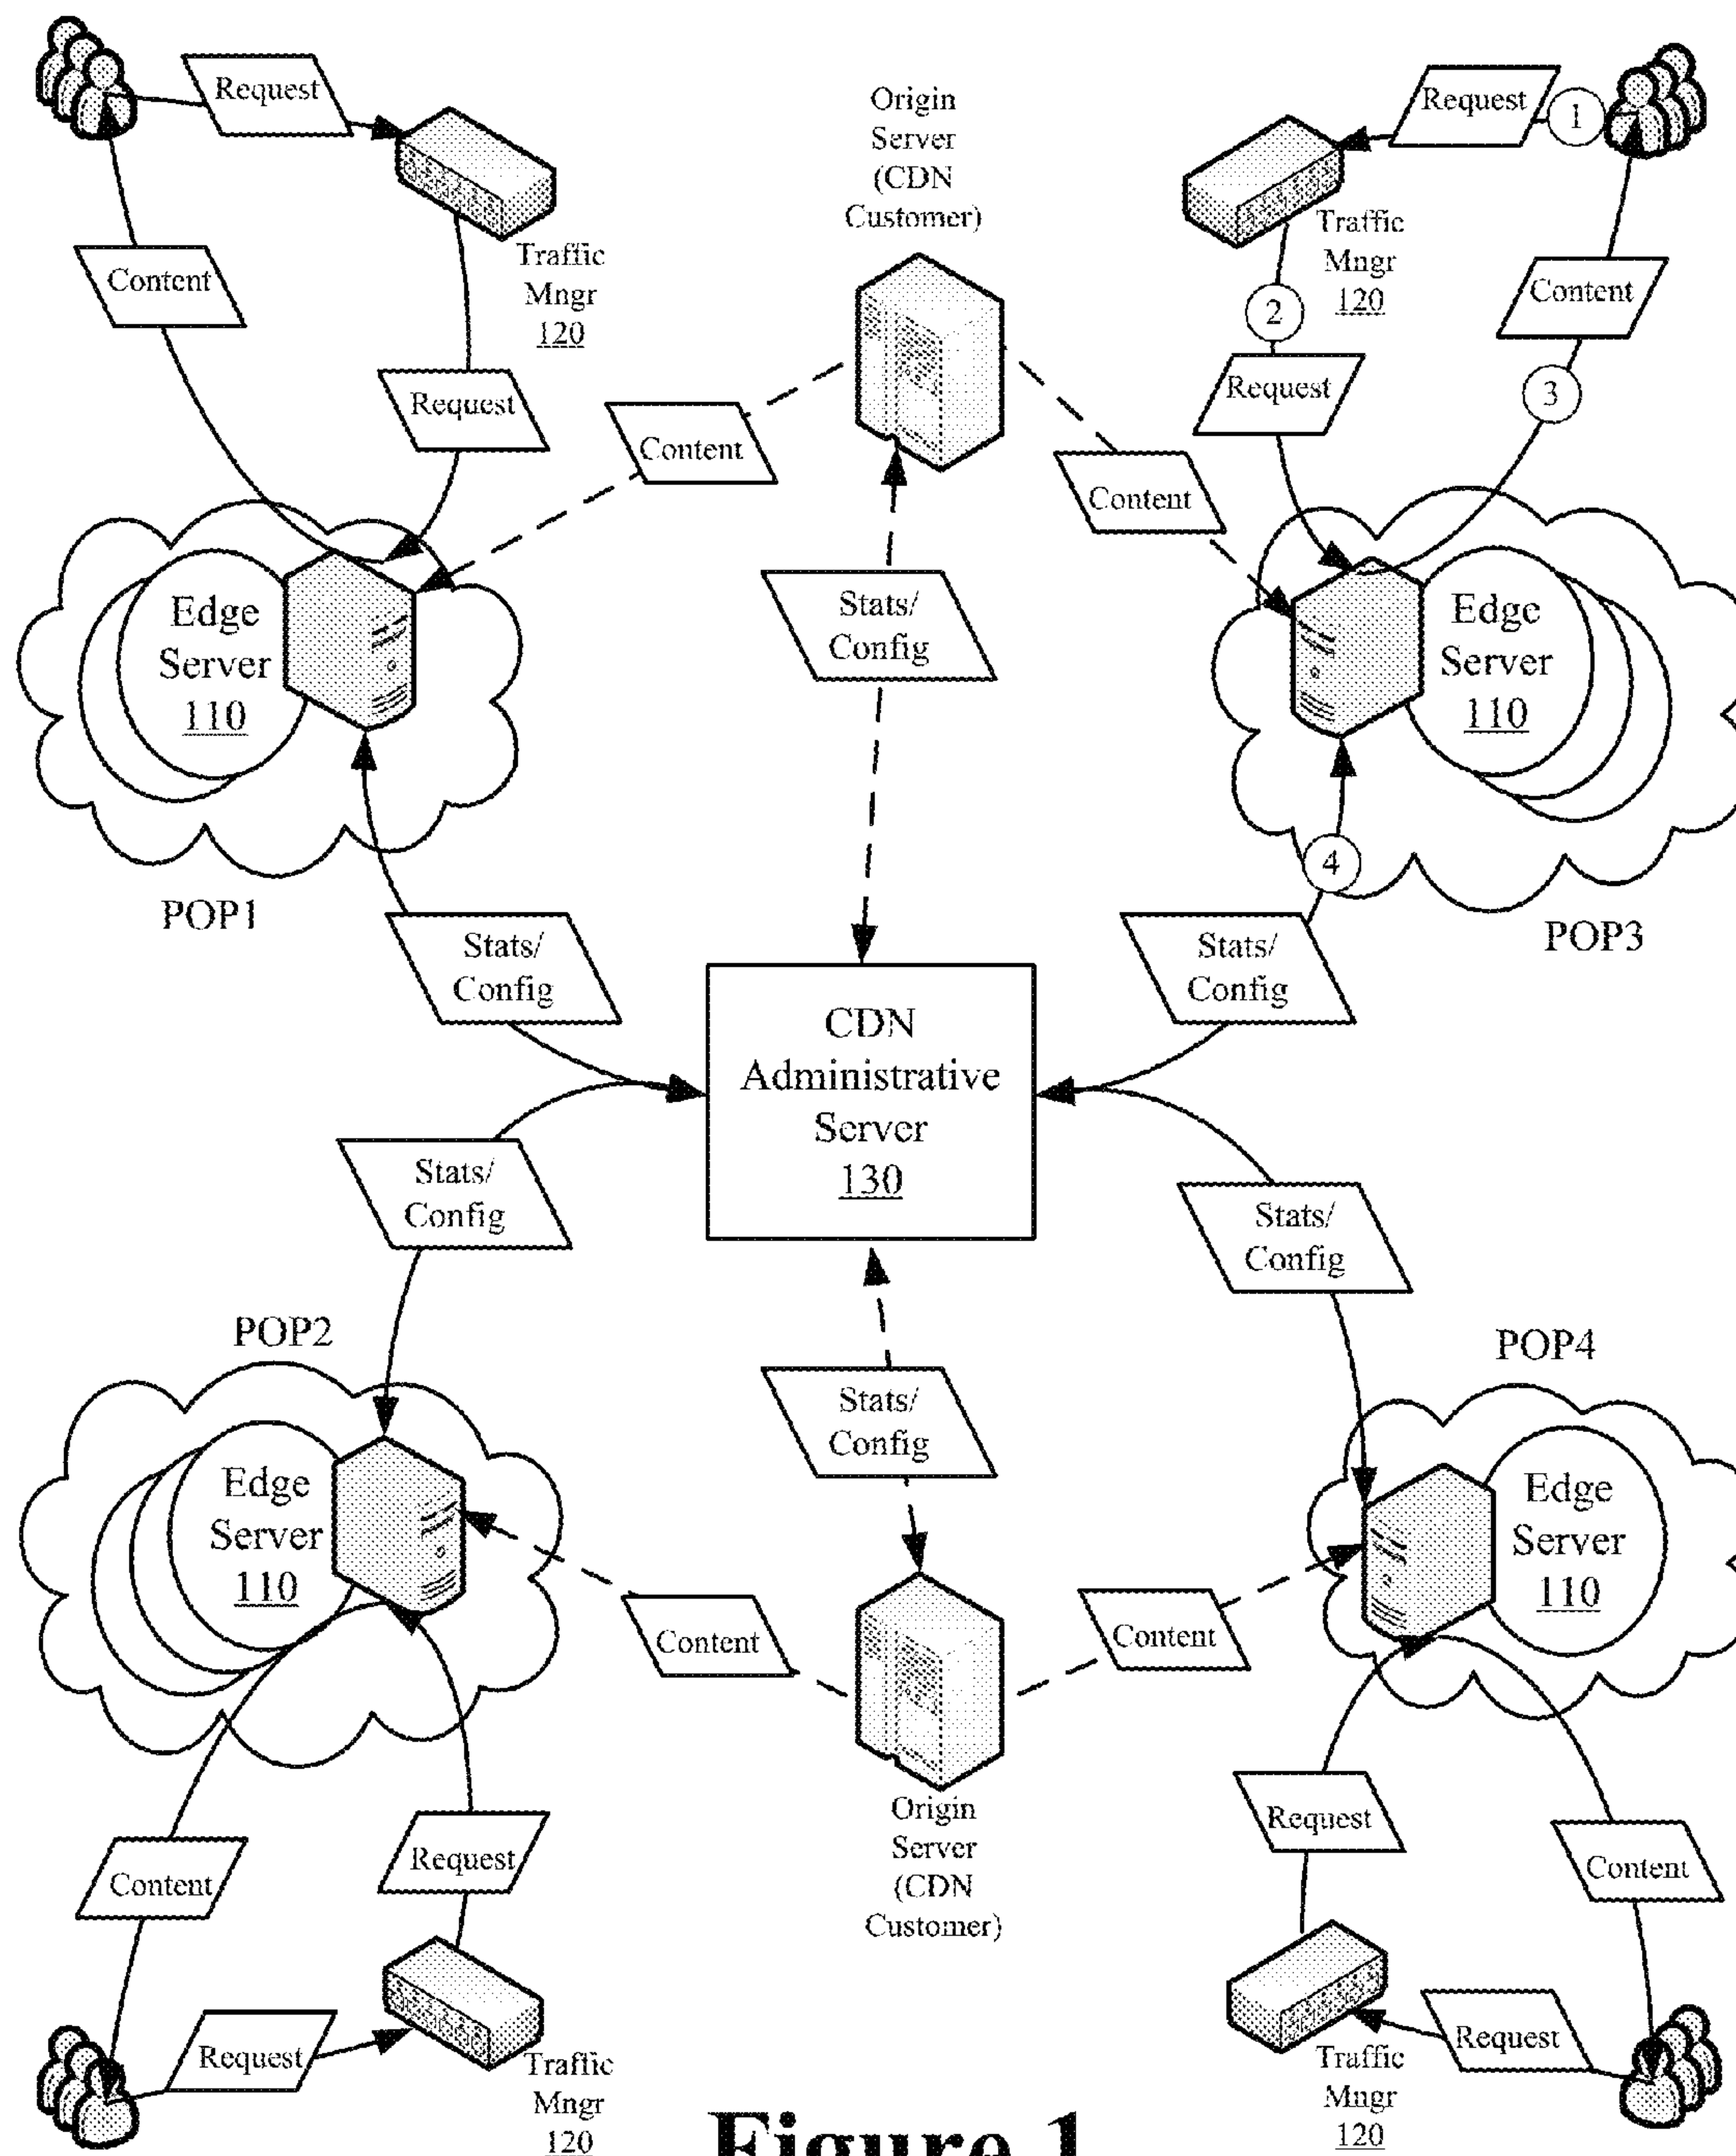 Request
Content
Traffic
Mngr
120
Request
Origin
Server
(CDN
Customer)
Request
1
Traffic
Mngr
120
2
Request
Content
3
Content
Content
Stats/
Config
Edge
Server
110
POP1
Edge
Server
110
4
POP3
Stats/
Config
Stats/
Config
CDN
Administrative
Server
130
Stats/
Config
Stats/
Config
POP2
Edge
Server
110
Stats/
Config
POP4
Edge
Server
110
Content
Content
Origin
Server
(CDN
Customer)
Content
Request
Request
Traffic
Mngr
120
Request
Content
Traffic
Mngr
120
Request
Figure 1